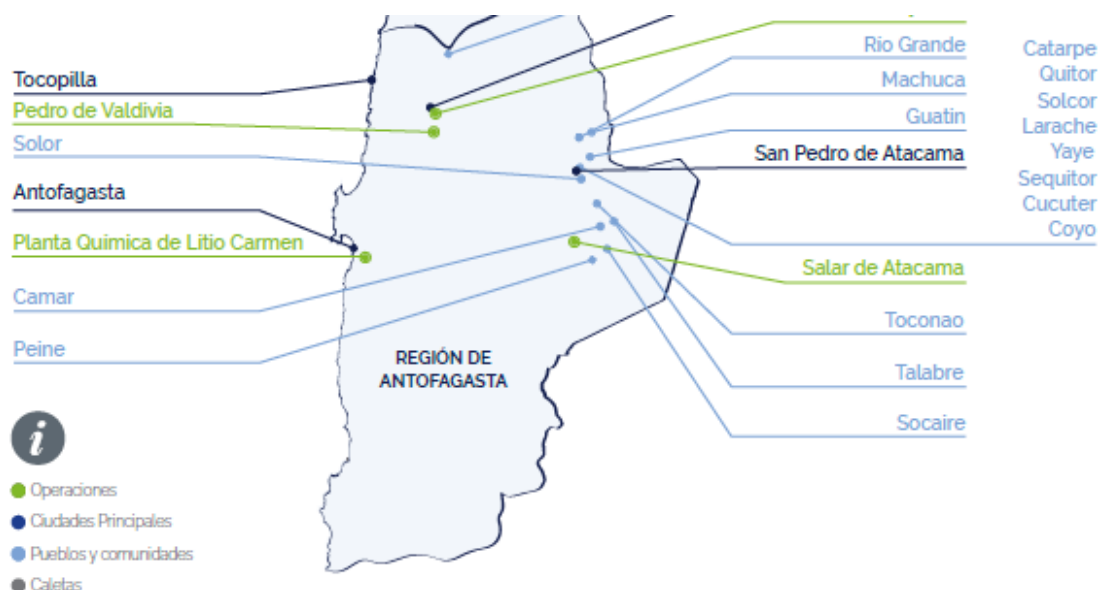 Tocopilla
Pedro de Valdivia
Solor
Antofagasta
Planta Quimica de Litio Carmen
Camar
Peine
REGIÓN DE
ANTOFAGASTA
Rio Grande
Machuca
Guatin
San Pedro de Atacama
Catarpe
Quitor
Solcor
Larache
Yaye
Sequitor
Cucuter
Coyo
Salar de Atacama
Toconao
Talabre
Socaire
i
Operaciones
Ciudades Principales
Pueblos y comunidades
Caletas